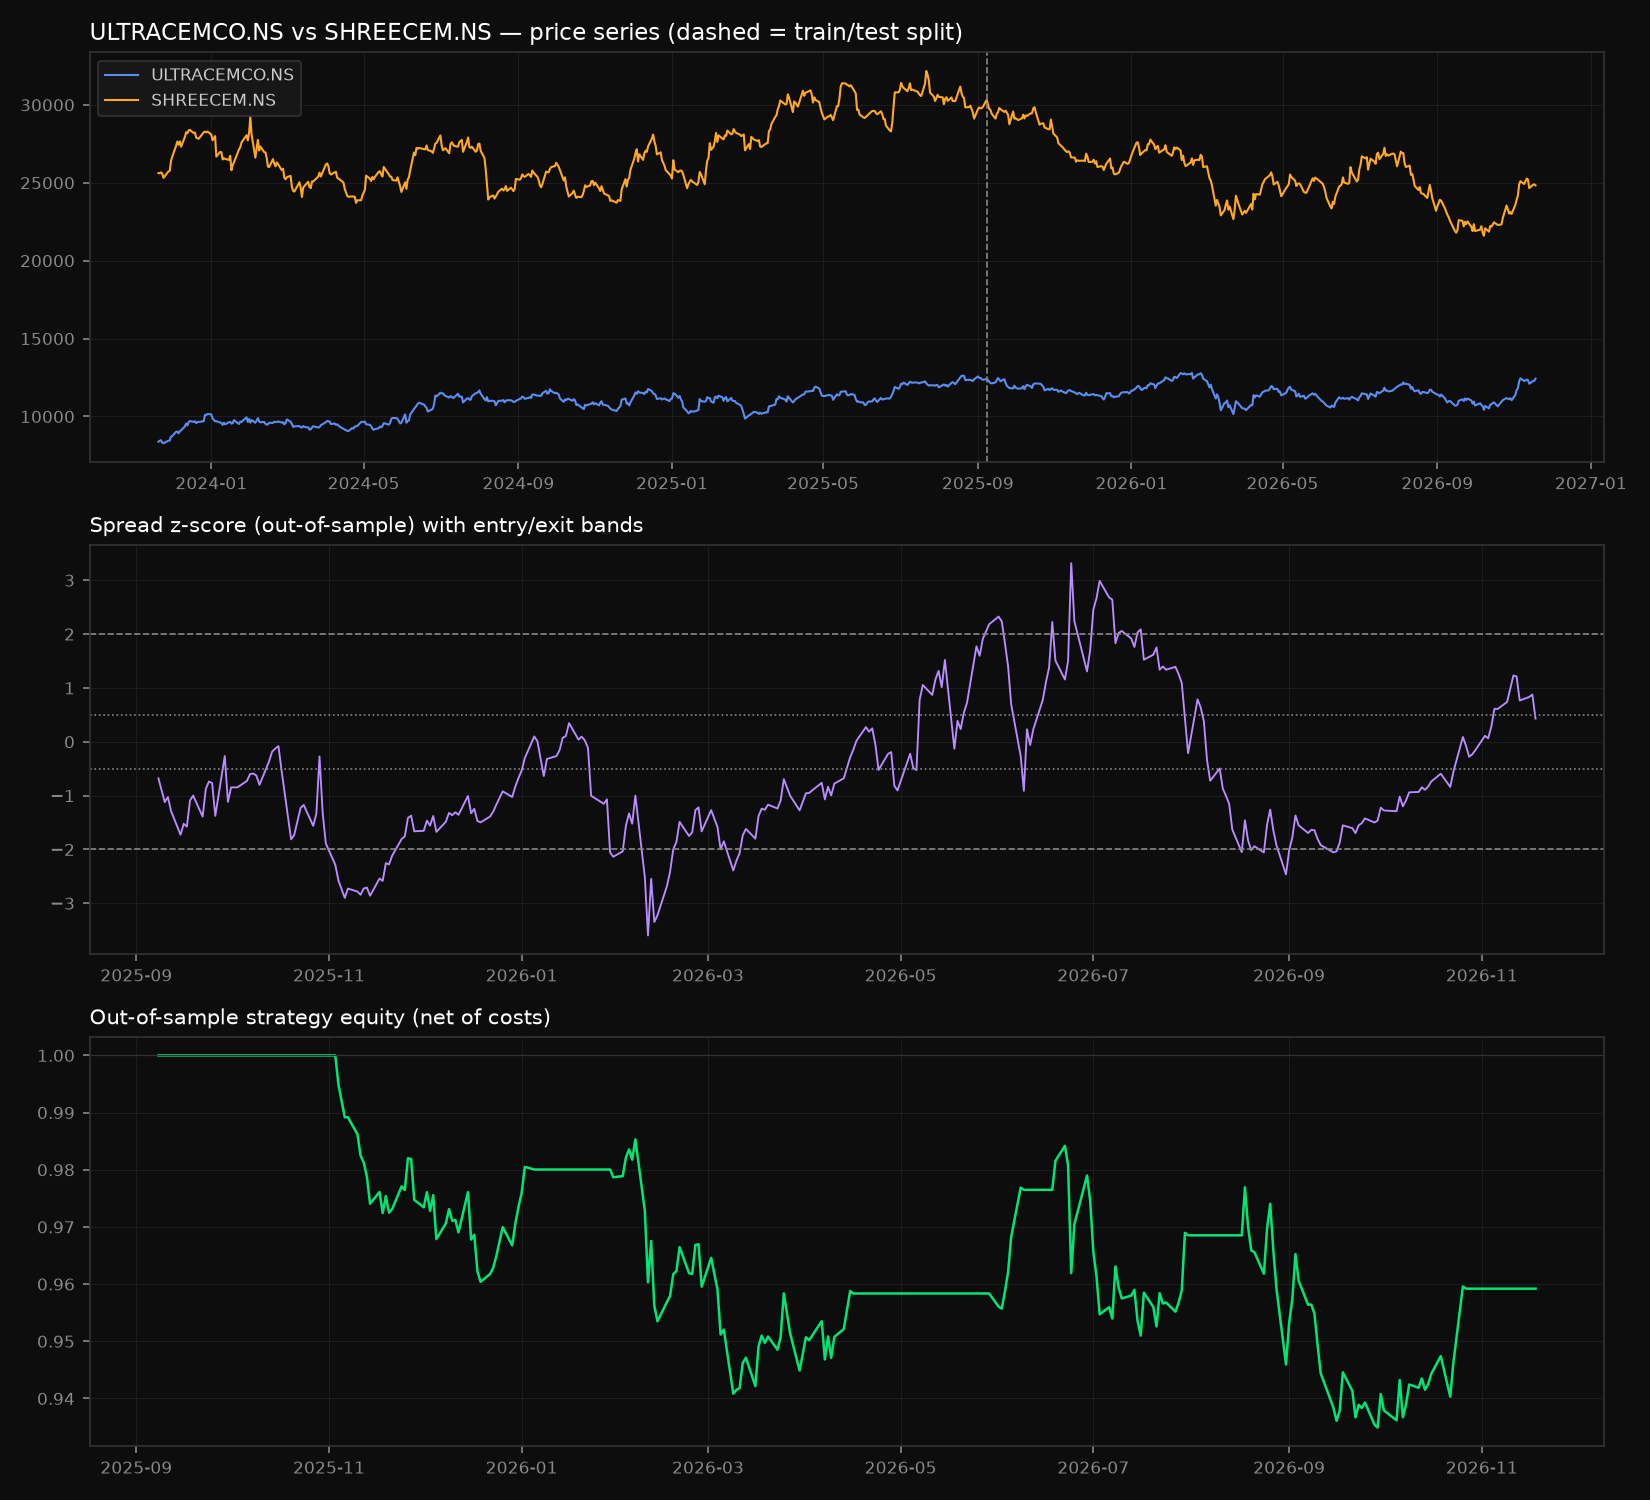 ULTRACEMCO.NS vs SHREECEM.NS — price series (dashed = train/test split)
ULTRACEMCO.NS
SHREECEM.NS
30000
25000
20000
15000
10000
2024-01 2024-05 2024-09 2025-01 2025-05 2025-09 2026-01 2026-05 2026-09 2027-01
Spread z-score (out-of-sample) with entry/exit bands
3
2
1
0
−1
−2
−3
2025-09 2025-11 2026-01 2026-03 2026-05 2026-07 2026-09 2026-11
Out-of-sample strategy equity (net of costs)
1.00
0.99
0.98
0.97
0.96
0.95
0.94
2025-09 2025-11 2026-01 2026-03 2026-05 2026-07 2026-09 2026-11